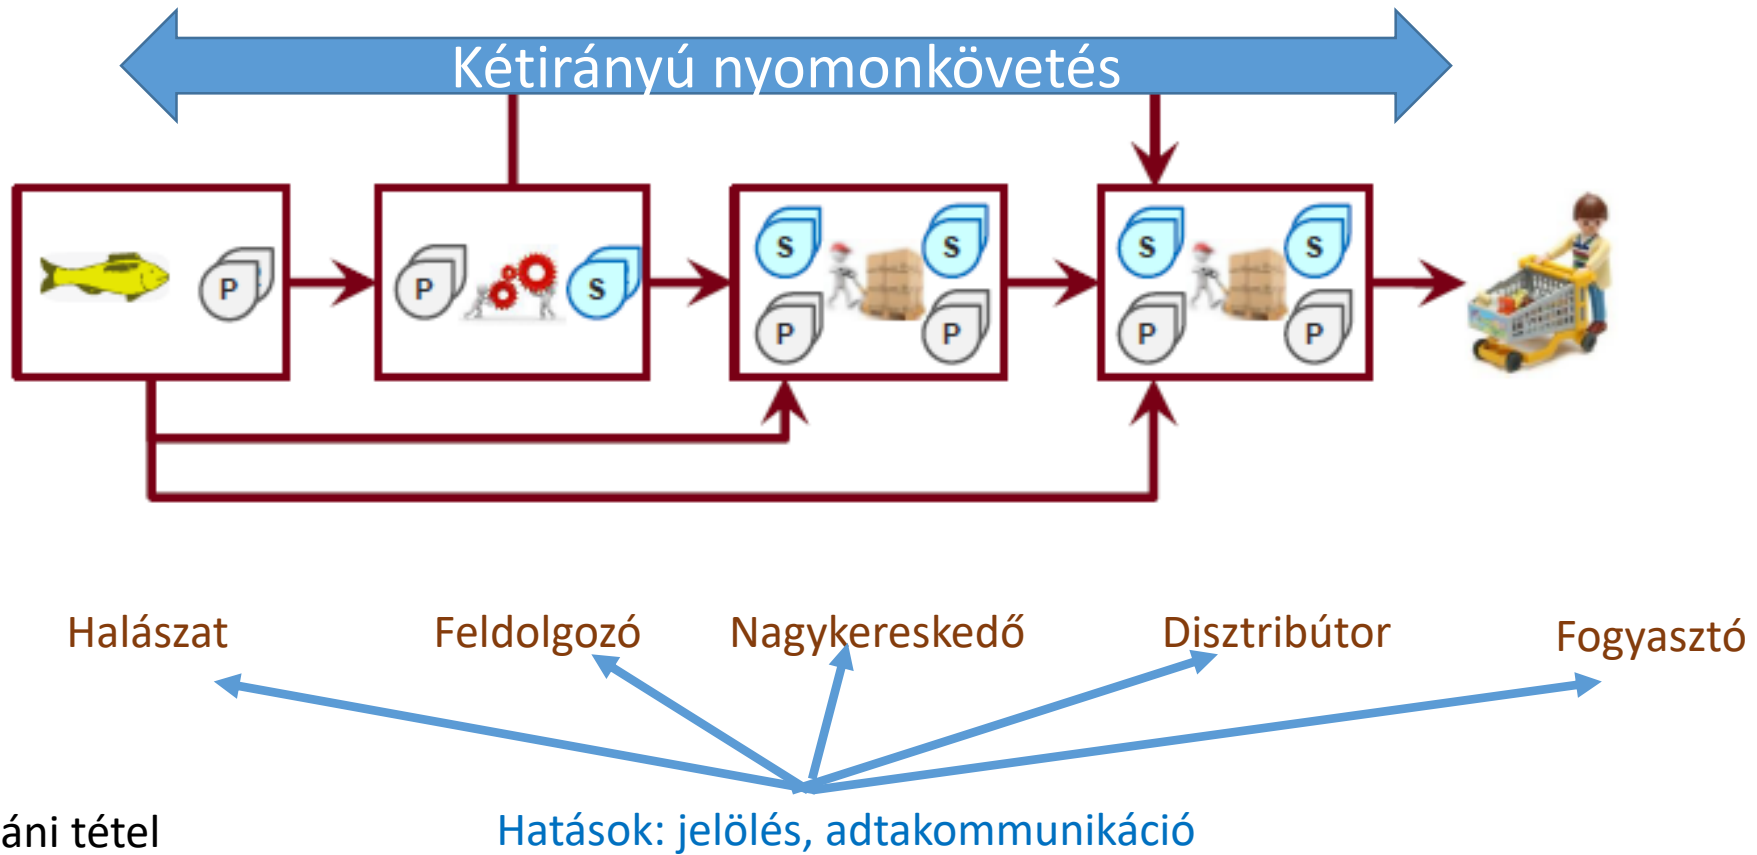 Kétirányú nyomonkövetés
P
P
S
S
S
P
P
S
S
P
P
Halászat
Feldolgozó
Nagykereskedő
Disztribútor
Fogyasztó
áni tétel
Hatások: jelölés, adtakommunikáció